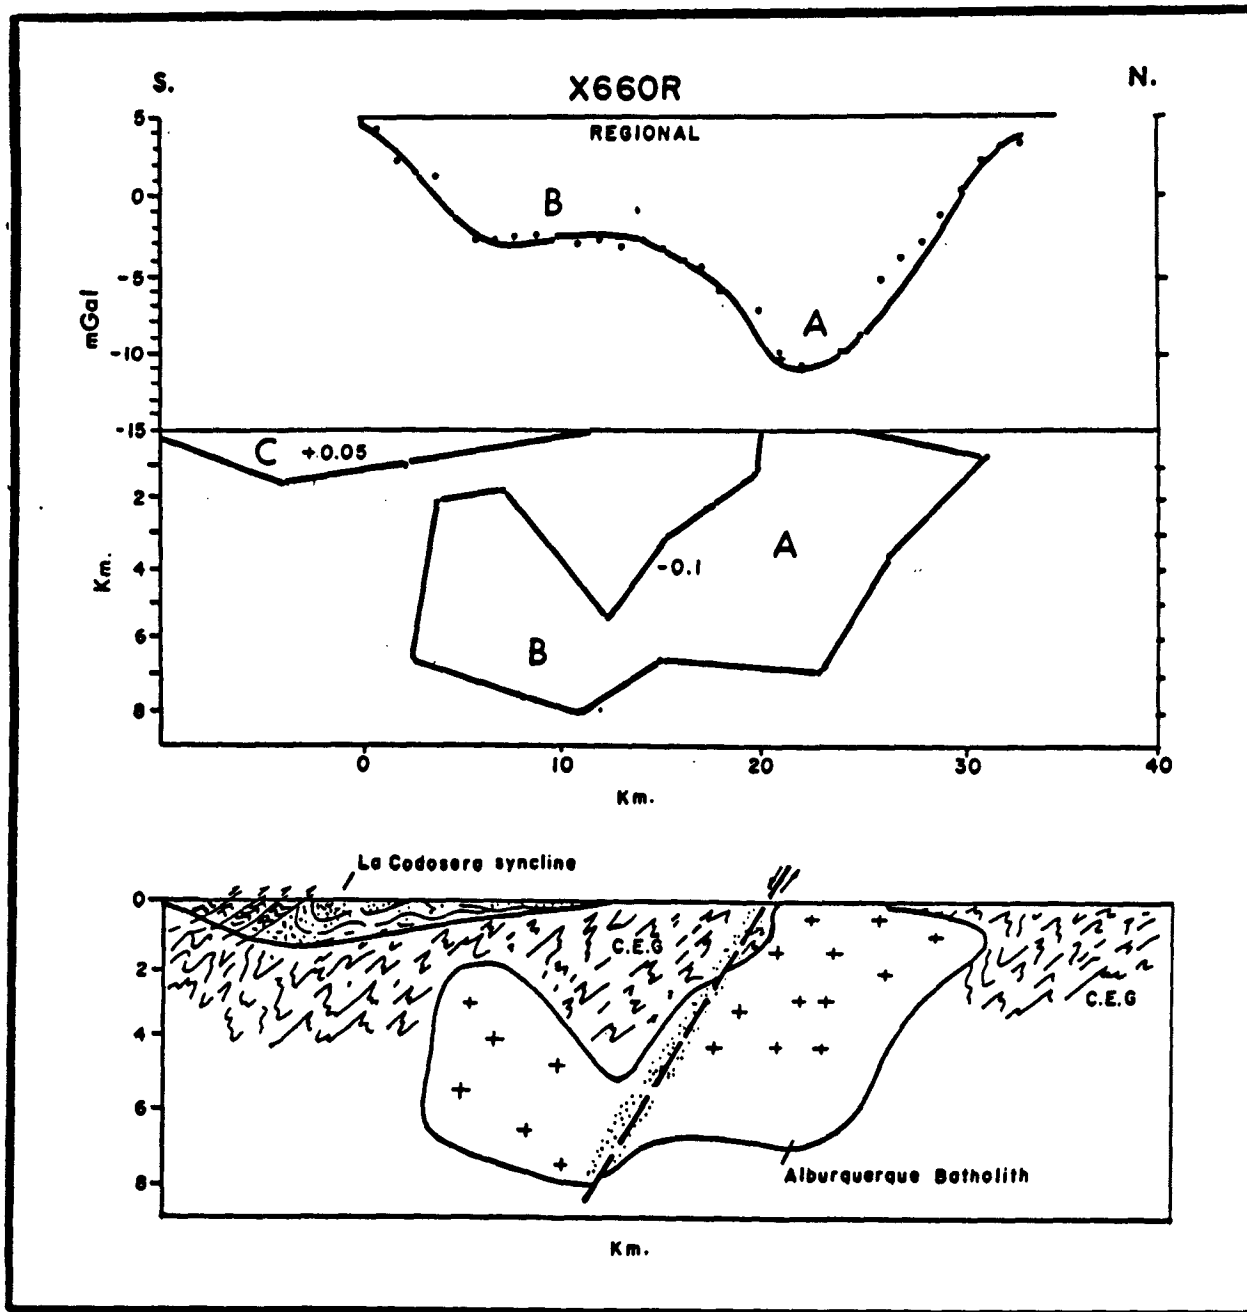 S.
X660R
N.
REGIONAL
5
0
-5
-10
-15
mGal
B
A
C +0.05
2
4
6
8
Km.
A
-0.1
B
0 10 20 30 40
Km.
La Codosera syncline
0
2
4
6
8
C.E.G
C.E.G
Alburquerque Batholith
Km.